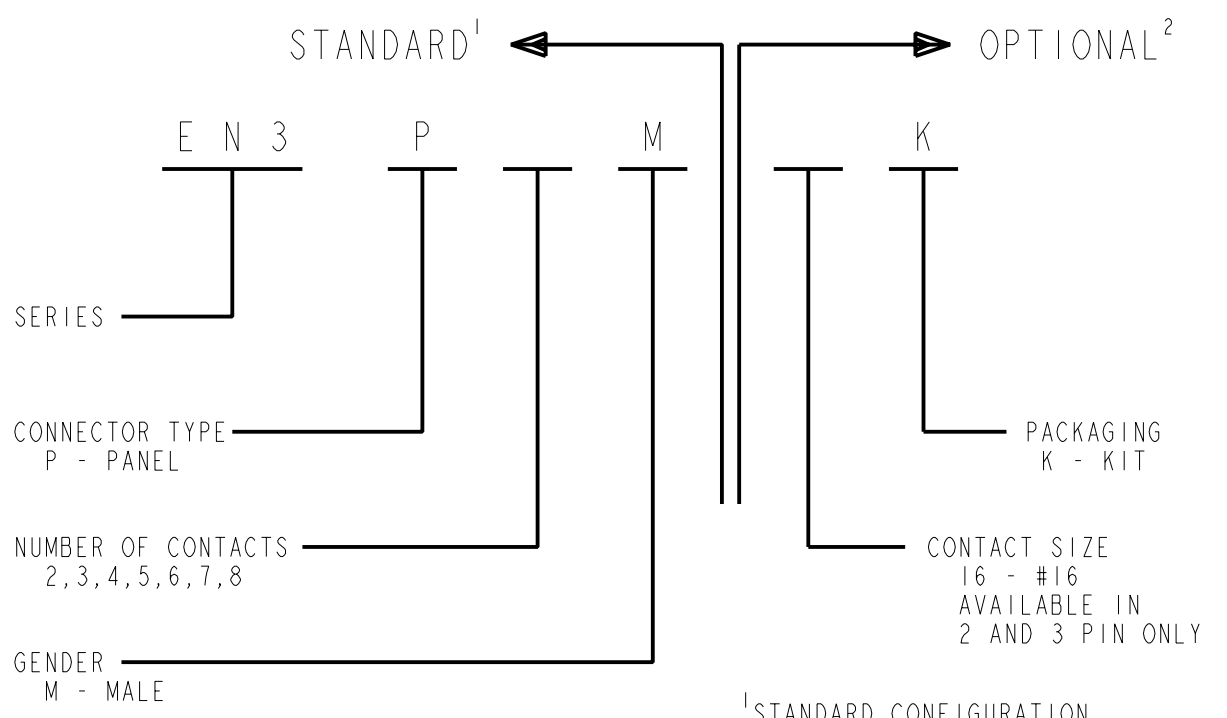 STANDARD¹ OPTIONAL²
E N 3 P M K
SERIES
CONNECTOR TYPE
P - PANEL
PACKAGING
K - KIT
NUMBER OF CONTACTS
2,3,4,5,6,7,8
CONTACT SIZE
16 - #16
AVAILABLE IN
2 AND 3 PIN ONLY
GENDER
M - MALE
¹STANDARD CONFIGURATION